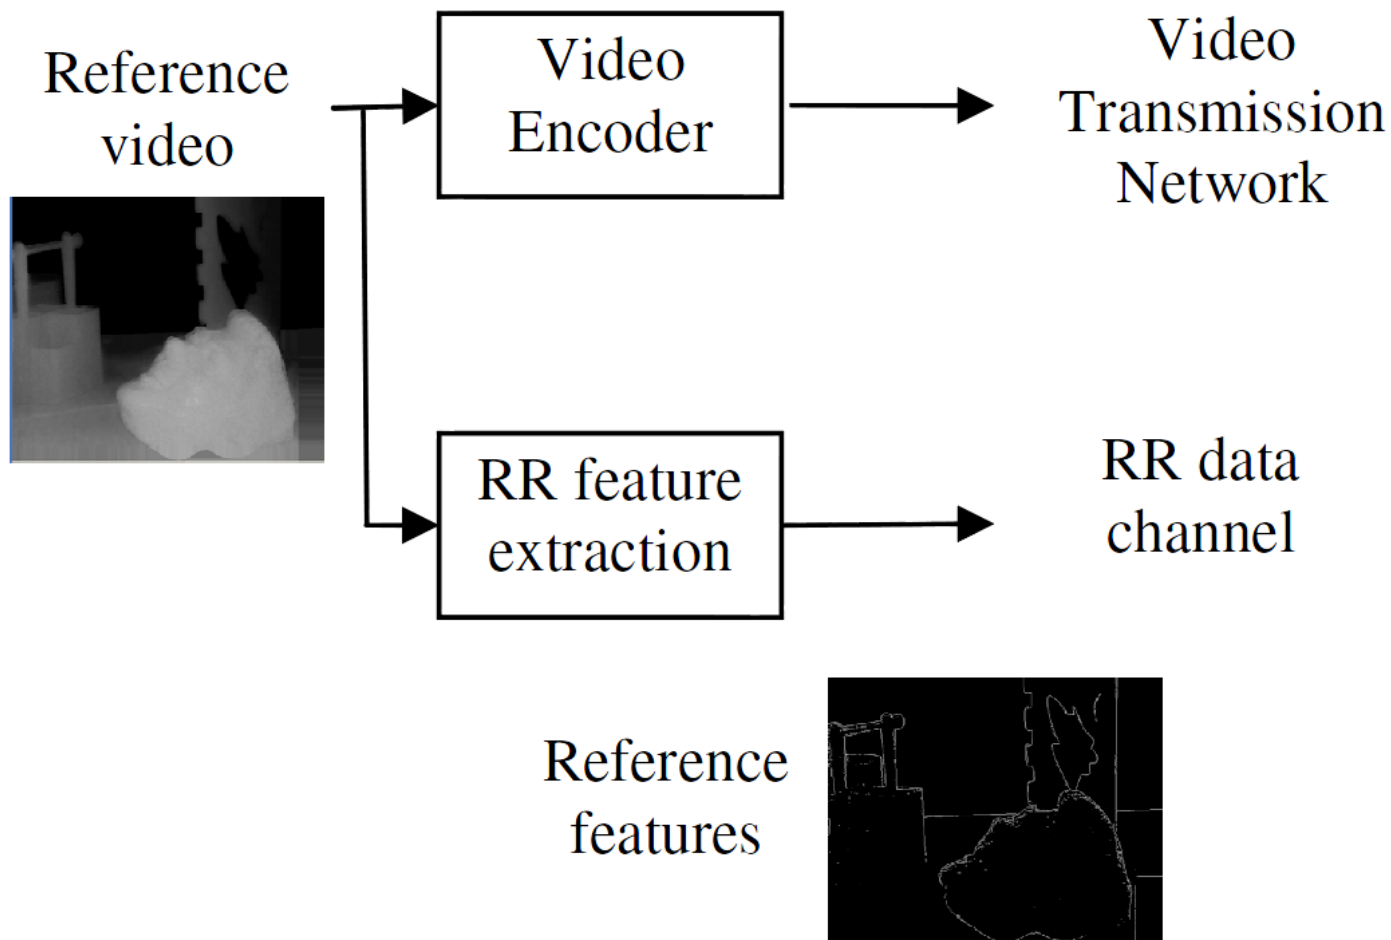 Reference
video
Video
Encoder
Video
Transmission
Network
RR feature
extraction
RR data
channel
Reference
features